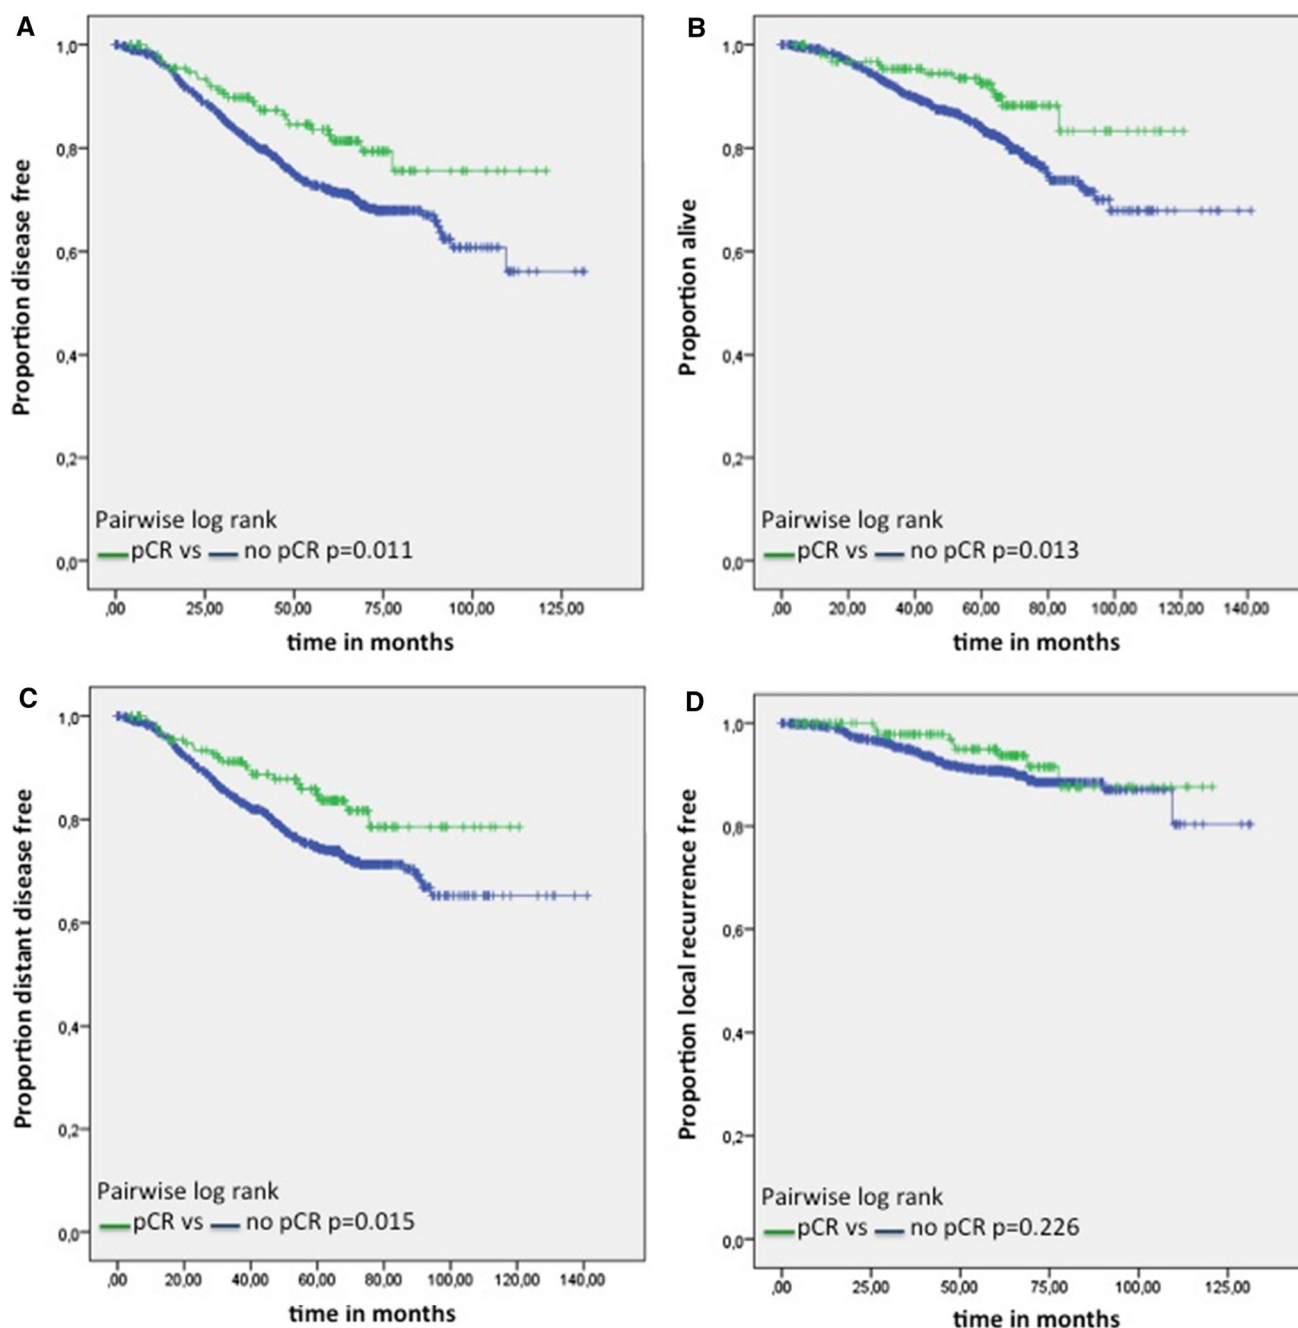 A
Proportion disease free
1,0
0,8
0,6
0,4
0,2
0,0
Pairwise log rank
pCR vs no pCR p=0.011
,00 25,00 50,00 75,00 100,00 125,00
time in months
B
Proportion alive
1,0
0,8
0,6
0,4
0,2
0,0
Pairwise log rank
pCR vs no pCR p=0.013
,00 20,00 40,00 60,00 80,00 100,00 120,00 140,00
time in months
C
Proportion distant disease free
1,0
0,8
0,6
0,4
0,2
0,0
Pairwise log rank
pCR vs no pCR p=0.015
,00 20,00 40,00 60,00 80,00 100,00 120,00 140,00
time in months
D
Proportion local recurrence free
1,0
0,8
0,6
0,4
0,2
0,0
Pairwise log rank
pCR vs no pCR p=0.226
,00 25,00 50,00 75,00 100,00 125,00
time in months